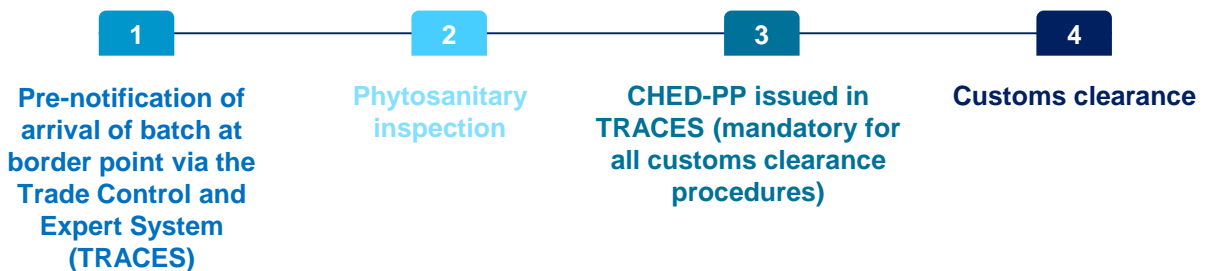 1
2
3
4
Pre-notification of
arrival of batch at
border point via the
Trade Control and
Expert System
(TRACES)
Phytosanitary
inspection
CHED-PP issued in
TRACES (mandatory for
all customs clearance
procedures)
Customs clearance